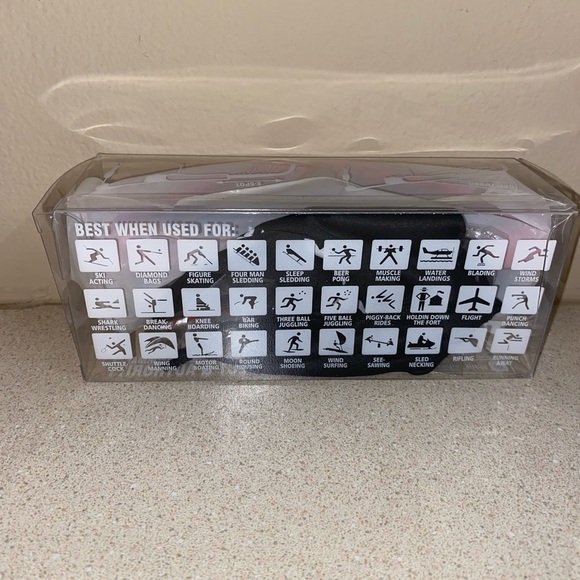 BEST WHEN USED FOR:
SKI ACTING
DIAMOND BAGS
FIGURE SKATING
FOUR MAN SLEDDING
SLEEP SLEDDING
BEER PONG
MUSCLE MAKING
WATER LANDINGS
BLADING
WIND STORMS
SHARK WRESTLING
BREAK DANCING
KNEE BOARDING
BAR BIKING
THREE BALL JUGGLING
FIVE BALL JUGGLING
PIGGY-BACK RIDES
HOLDIN DOWN THE FORT
FLIGHT
PUNCH DANCING
SHUTTLE COCK
WING MANNING
MOTOR BOATING
ROUND HOUSING
MOON SHOEING
WIND SURFING
SEE-SAWING
SLED NECKING
RIFLING
RUNNING AWAY